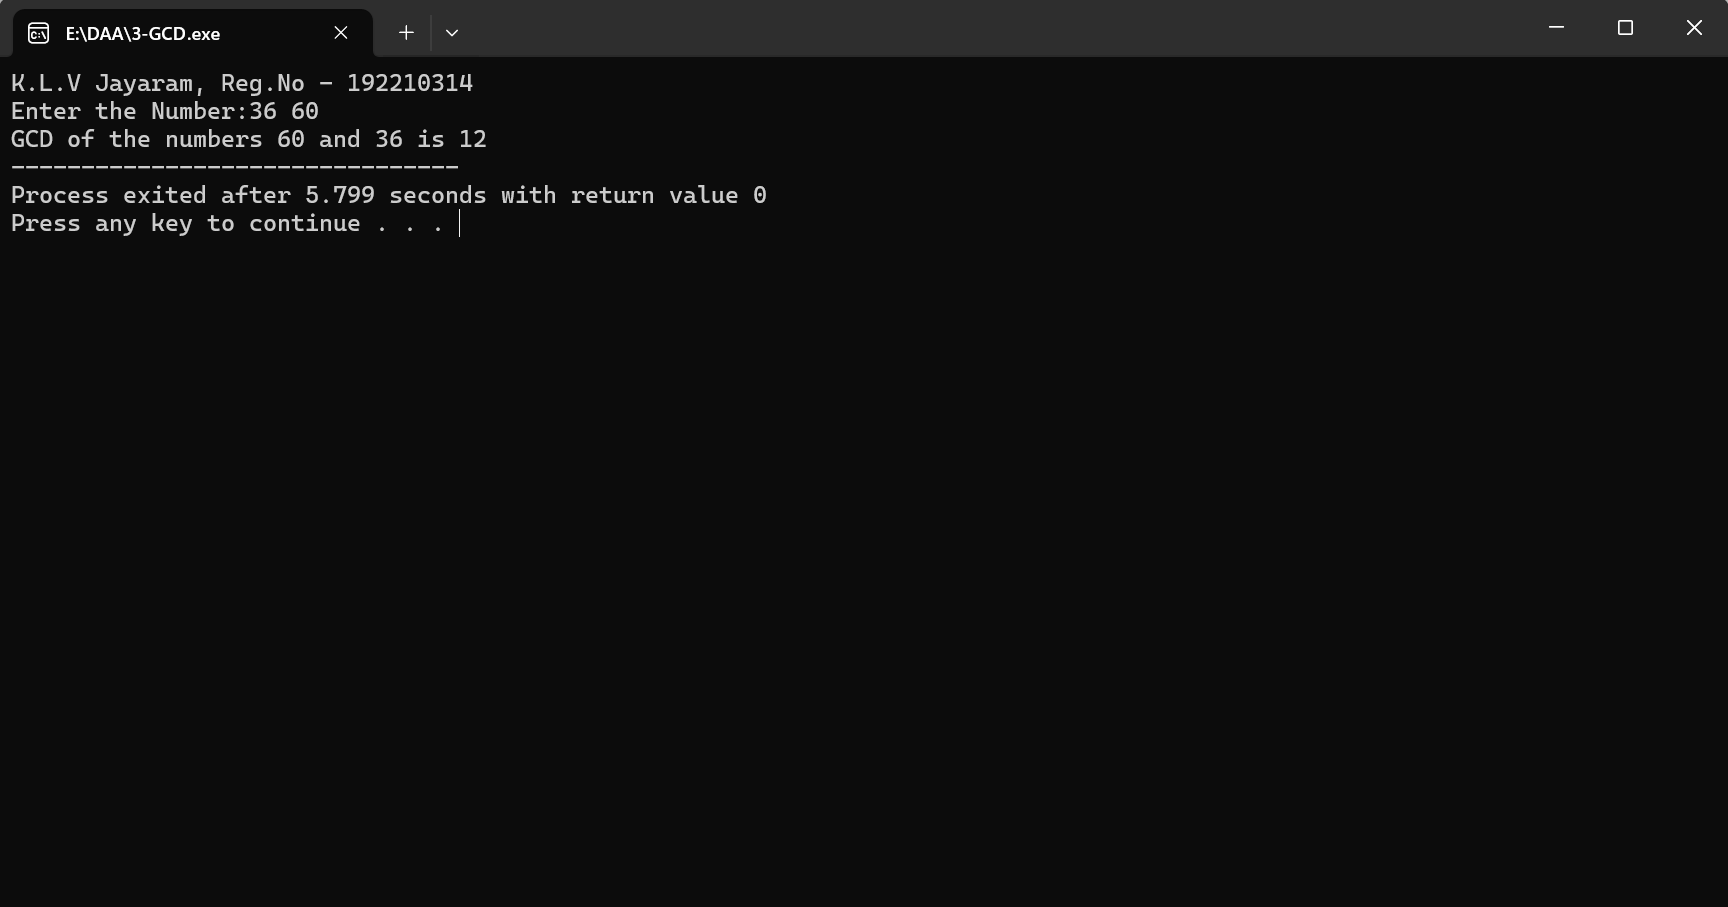 E:\DAA\3-GCD.exe
K.L.V Jayaram, Reg.No - 192210314
Enter the Number:36 60
GCD of the numbers 60 and 36 is 12
--------------------------------
Process exited after 5.799 seconds with return value 0
Press any key to continue . . .